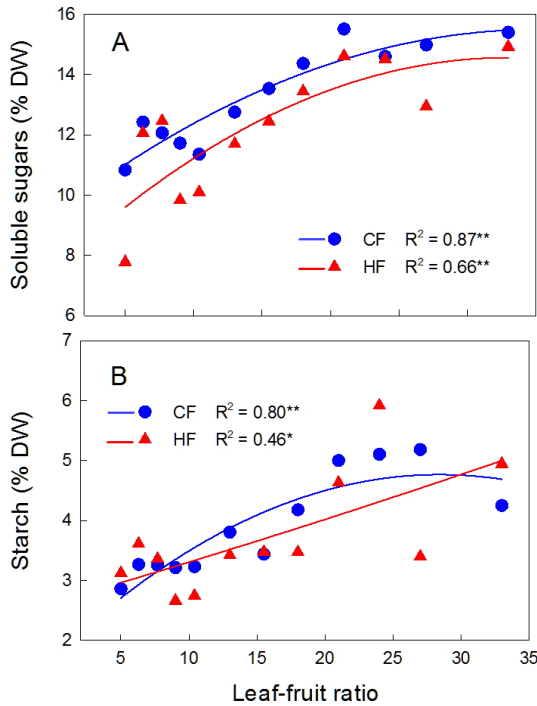 16
A
14
12
10
8
6
Soluble sugars (% DW)
CF R² = 0.87**
HF R² = 0.66**
7
B
6
5
4
3
2
Starch (% DW)
CF R² = 0.80**
HF R² = 0.46*
5 10 15 20 25 30 35
Leaf-fruit ratio